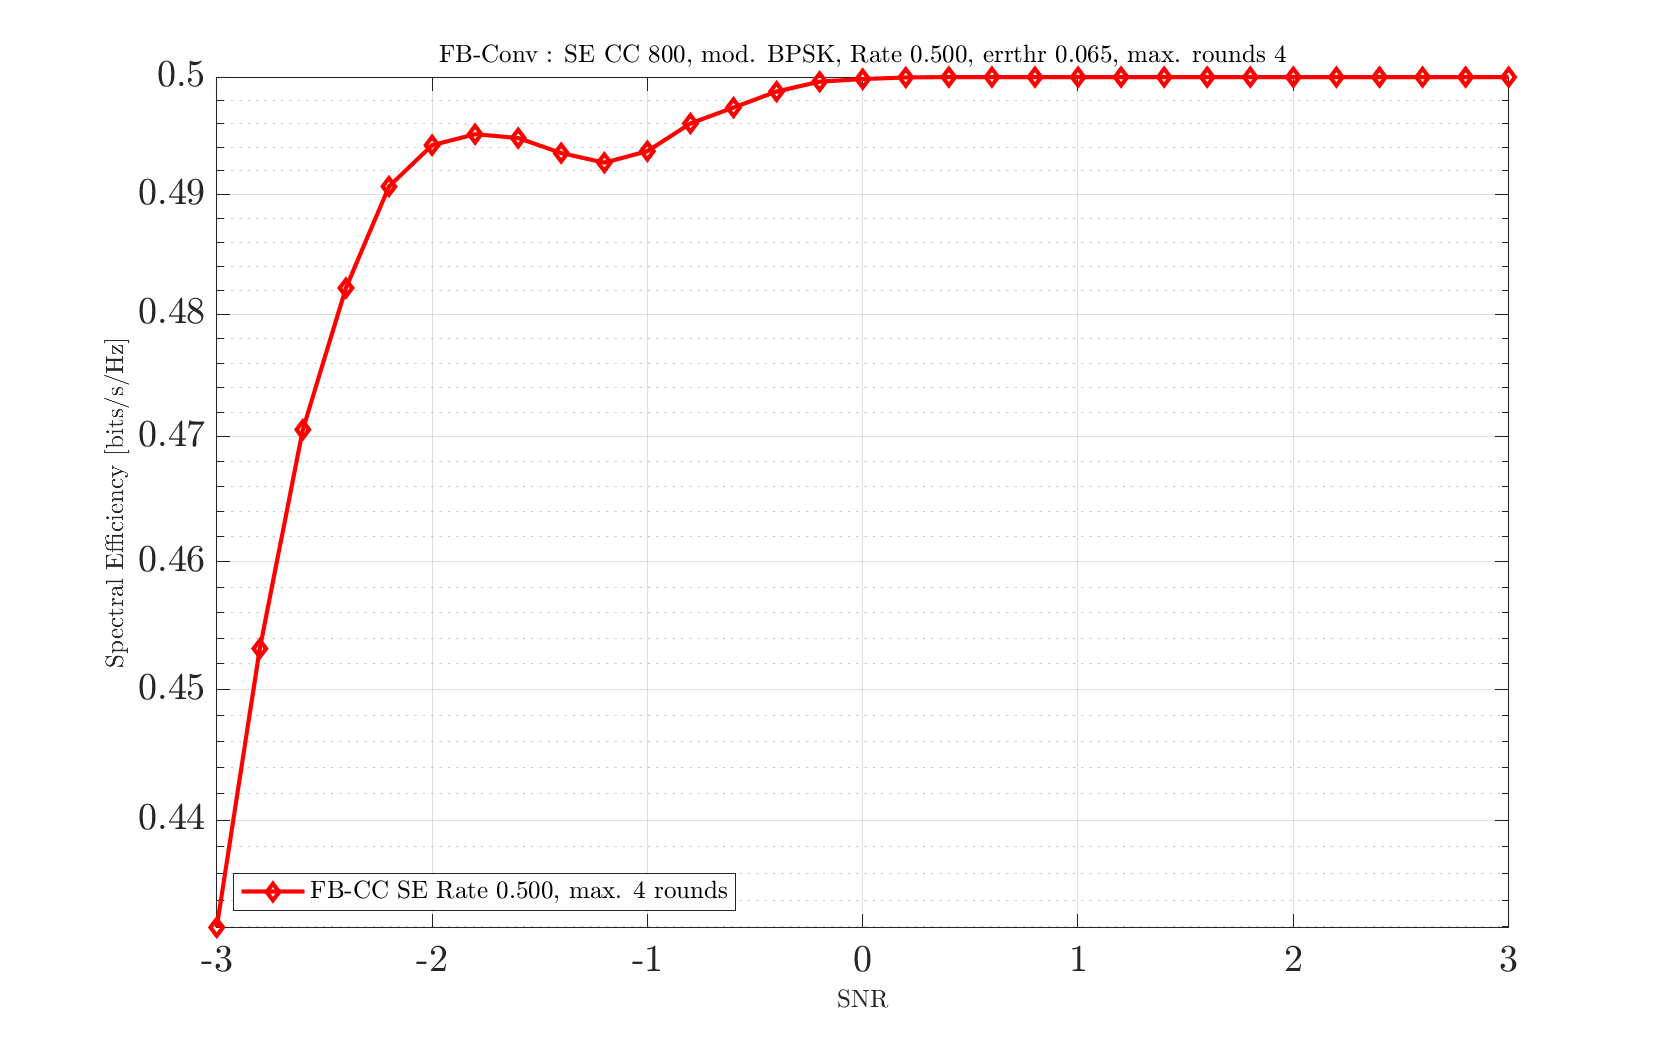 FB-Conv : SE CC 800, mod. BPSK, Rate 0.500, errthr 0.065, max. rounds 4
0.5
0.49
0.48
0.47
0.46
0.45
0.44
Spectral Efficiency [bits/s/Hz]
FB-CC SE Rate 0.500, max. 4 rounds
-3 -2 -1 0 1 2 3
SNR